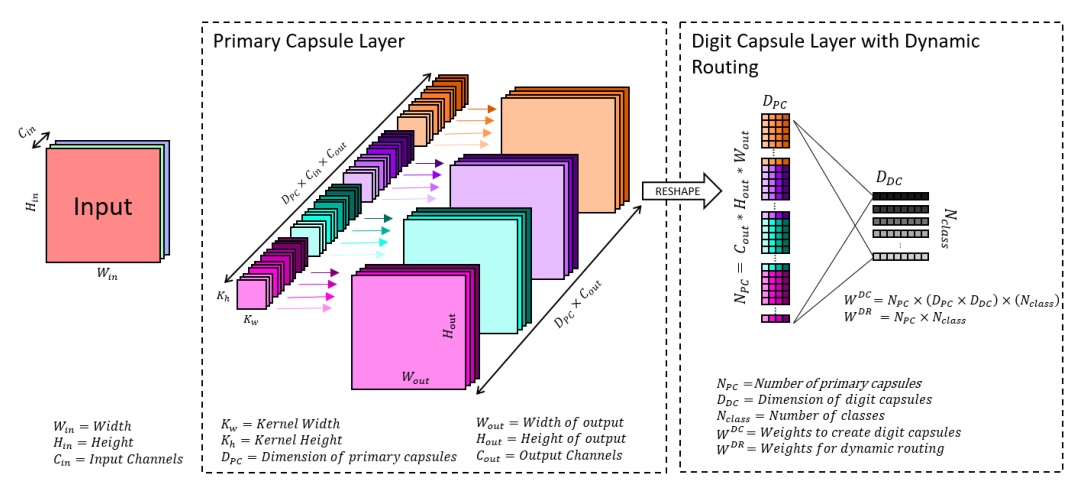 Primary Capsule Layer
Digit Capsule Layer with Dynamic
Routing
C_in
H_in
Input
W_in
D_PC × C_in × C_out
K_h
K_w
H_out
W_out
D_PC × C_out
RESHAPE
D_PC
N_PC = C_out * H_out * W_out
D_DC
N_class
W^DC = N_PC × (D_PC × D_DC) × (N_class)
W^DR = N_PC × N_class
W_in = Width
H_in = Height
C_in = Input Channels
K_w = Kernel Width
K_h = Kernel Height
D_PC = Dimension of primary capsules
W_out = Width of output
H_out = Height of output
C_out = Output Channels
N_PC = Number of primary capsules
D_DC = Dimension of digit capsules
N_class = Number of classes
W^DC = Weights to create digit capsules
W^DR = Weights for dynamic routing